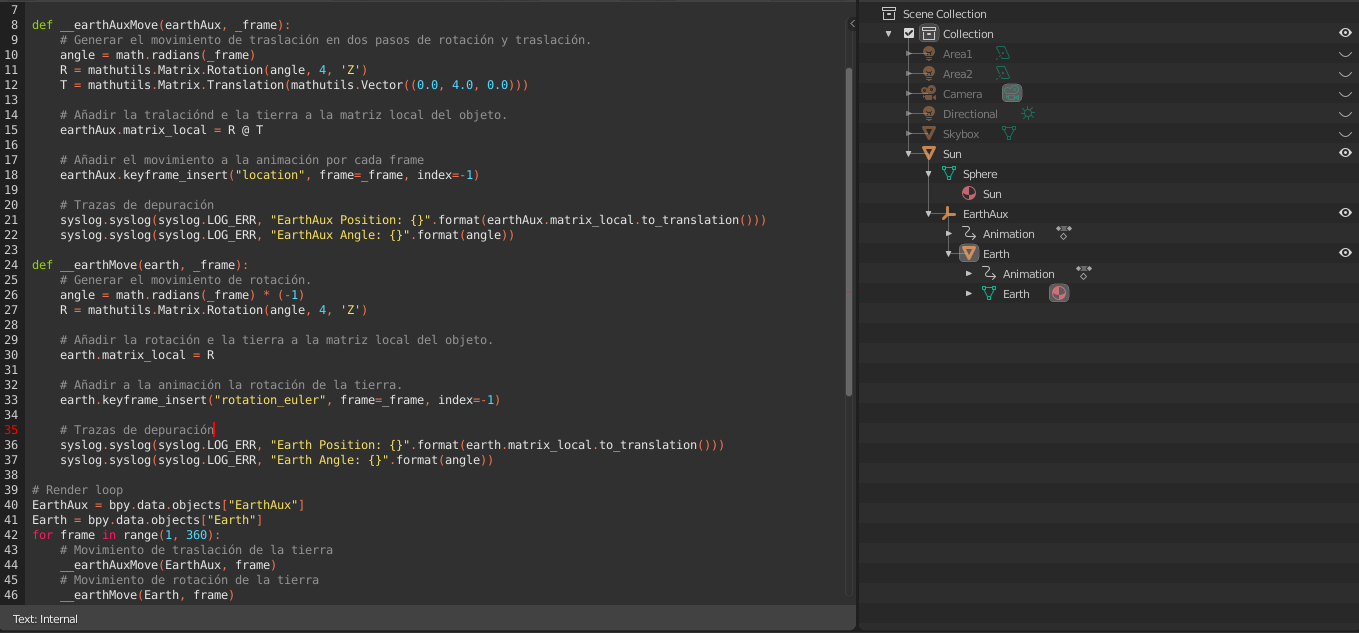 7
8 def __earthAuxMove(earthAux, _frame):
9     # Generar el movimiento de traslación en dos pasos de rotación y traslación.
10     angle = math.radians(_frame)
11     R = mathutils.Matrix.Rotation(angle, 4, 'Z')
12     T = mathutils.Matrix.Translation(mathutils.Vector((0.0, 4.0, 0.0)))
13
14     # Añadir la tralaciónd e la tierra a la matriz local del objeto.
15     earthAux.matrix_local = R @ T
16
17     # Añadir el movimiento a la animación por cada frame
18     earthAux.keyframe_insert("location", frame=_frame, index=-1)
19
20     # Trazas de depuración
21     syslog.syslog(syslog.LOG_ERR, "EarthAux Position: {}".format(earthAux.matrix_local.to_translation()))
22     syslog.syslog(syslog.LOG_ERR, "EarthAux Angle: {}".format(angle))
23
24 def __earthMove(earth, _frame):
25     # Generar el movimiento de rotación.
26     angle = math.radians(_frame) * (-1)
27     R = mathutils.Matrix.Rotation(angle, 4, 'Z')
28
29     # Añadir la rotación e la tierra a la matriz local del objeto.
30     earth.matrix_local = R
31
32     # Añadir a la animación la rotación de la tierra.
33     earth.keyframe_insert("rotation_euler", frame=_frame, index=-1)
34
35     # Trazas de depuración
36     syslog.syslog(syslog.LOG_ERR, "Earth Position: {}".format(earth.matrix_local.to_translation()))
37     syslog.syslog(syslog.LOG_ERR, "Earth Angle: {}".format(angle))
38
39 # Render loop
40 EarthAux = bpy.data.objects["EarthAux"]
41 Earth = bpy.data.objects["Earth"]
42 for frame in range(1, 360):
43     # Movimiento de traslación de la tierra
44     __earthAuxMove(EarthAux, frame)
45     # Movimiento de rotación de la tierra
46     __earthMove(Earth, frame)
Text: Internal
Scene Collection
Collection
Area1
Area2
Camera
Directional
Skybox
Sun
Sphere
Sun
EarthAux
Animation
Earth
Animation
Earth